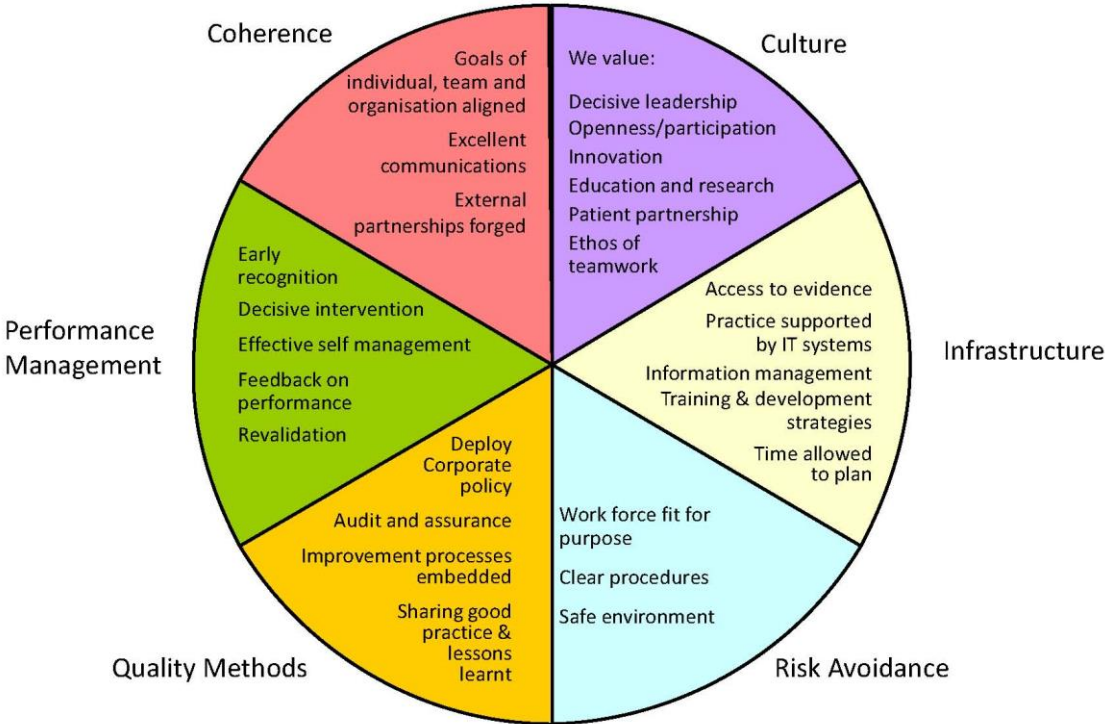 Coherence
Goals of
individual, team and
organisation aligned
Excellent
communications
External
partnerships forged
Culture
We value:
Decisive leadership
Openness/participation
Innovation
Education and research
Patient partnership
Ethos of
teamwork
Performance
Management
Early
recognition
Decisive intervention
Effective self management
Feedback on
performance
Revalidation
Infrastructure
Access to evidence
Practice supported
by IT systems
Information management
Training & development
strategies
Time allowed
to plan
Quality Methods
Deploy
Corporate
policy
Audit and assurance
Improvement processes
embedded
Sharing good
practice &
lessons
learnt
Risk Avoidance
Work force fit for
purpose
Clear procedures
Safe environment